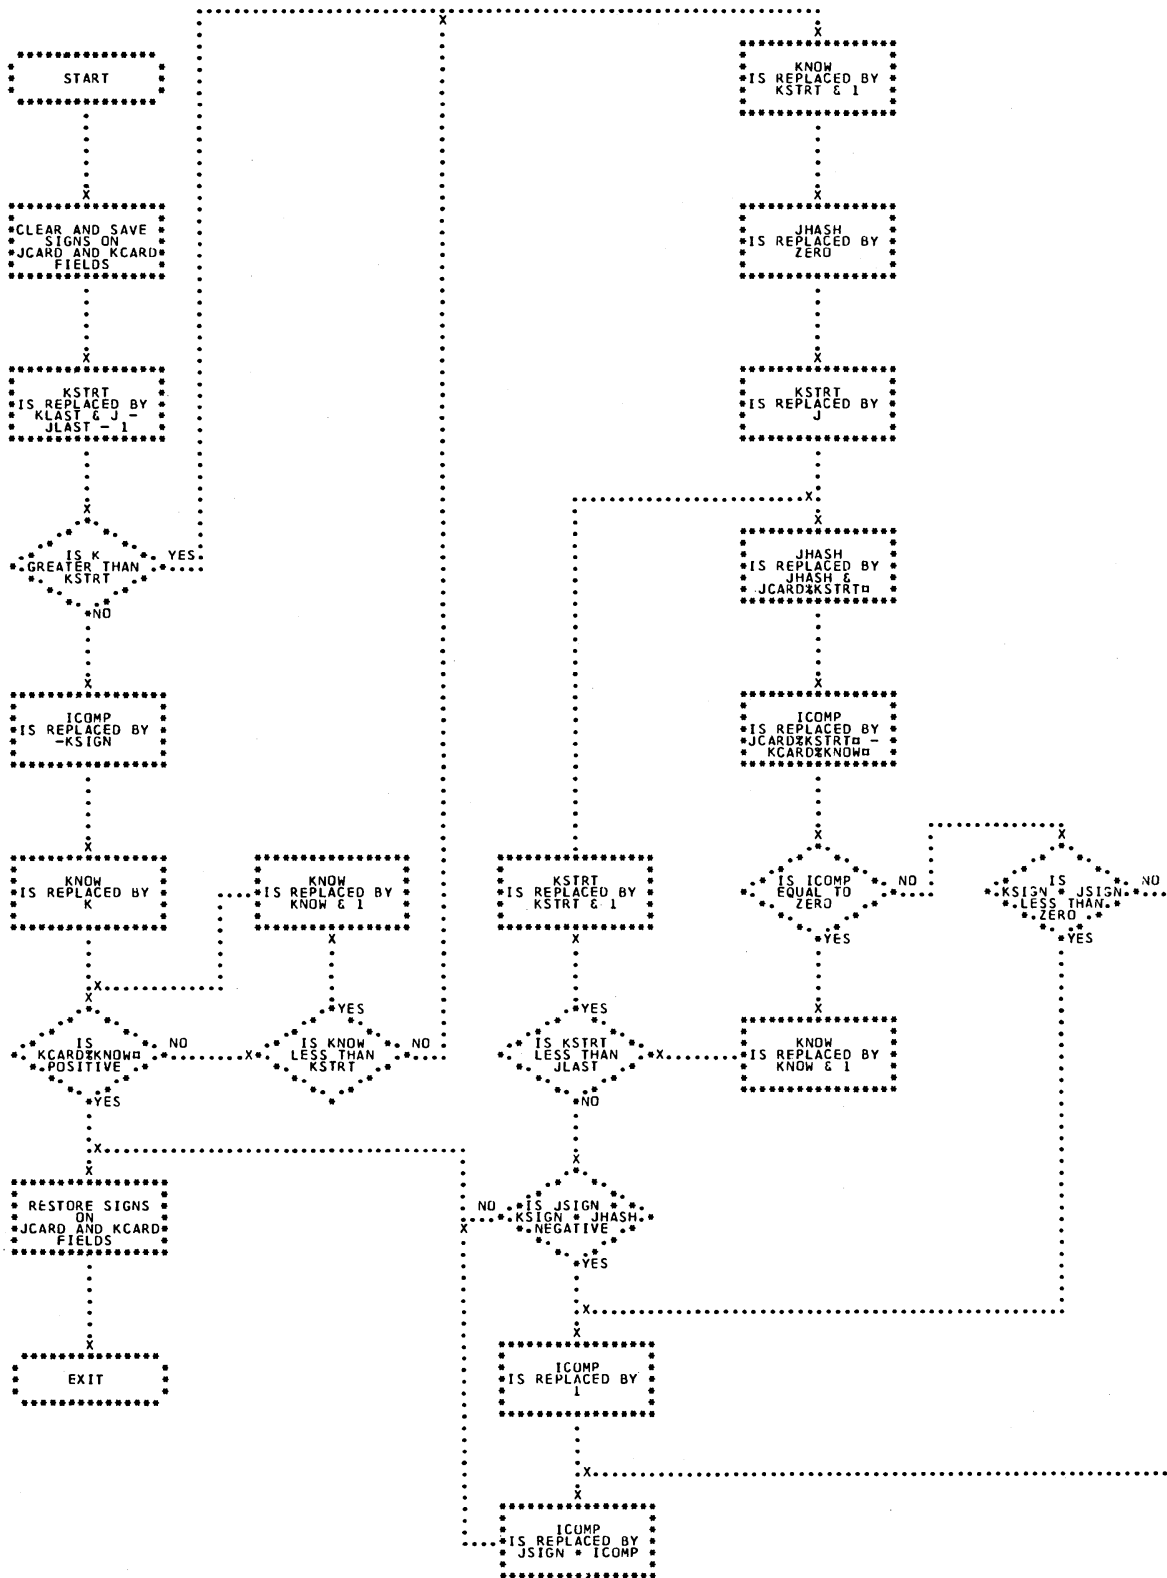 START
CLEAR AND SAVE
SIGNS ON
JCARD AND KCARD
FIELDS
KSTRT
IS REPLACED BY
KLAST & J -
JLAST - 1
IS K
GREATER THAN
KSTRT
YES
NO
ICOMP
IS REPLACED BY
-KSIGN
KNOW
IS REPLACED BY
K
KNOW
IS REPLACED BY
KNOW & 1
IS
KCARD%KNOW¤
POSITIVE
NO
YES
IS KNOW
LESS THAN
KSTRT
YES
NO
RESTORE SIGNS
ON
JCARD AND KCARD
FIELDS
EXIT
KNOW
IS REPLACED BY
KSTRT & 1
JHASH
IS REPLACED BY
ZERO
KSTRT
IS REPLACED BY
J
JHASH
IS REPLACED BY
JHASH &
JCARD%KSTRT¤
ICOMP
IS REPLACED BY
JCARD%KSTRT¤ -
KCARD%KNOW¤
IS ICOMP
EQUAL TO
ZERO
NO
YES
IS
KSIGN * JSIGN
LESS THAN
ZERO
NO
YES
KNOW
IS REPLACED BY
KNOW & 1
KSTRT
IS REPLACED BY
KSTRT & 1
YES
IS KSTRT
LESS THAN
JLAST
NO
IS JSIGN *
KSIGN * JHASH
NEGATIVE
NO
YES
ICOMP
IS REPLACED BY
1
ICOMP
IS REPLACED BY
JSIGN * ICOMP